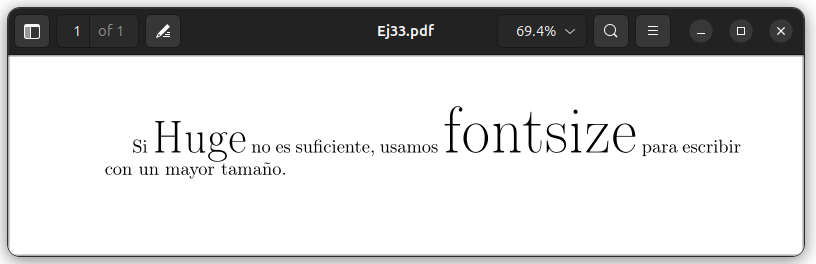 1 of 1 Ej33.pdf 69.4%
Si Huge no es suficiente, usamos fontsize para escribir
con un mayor tamaño.